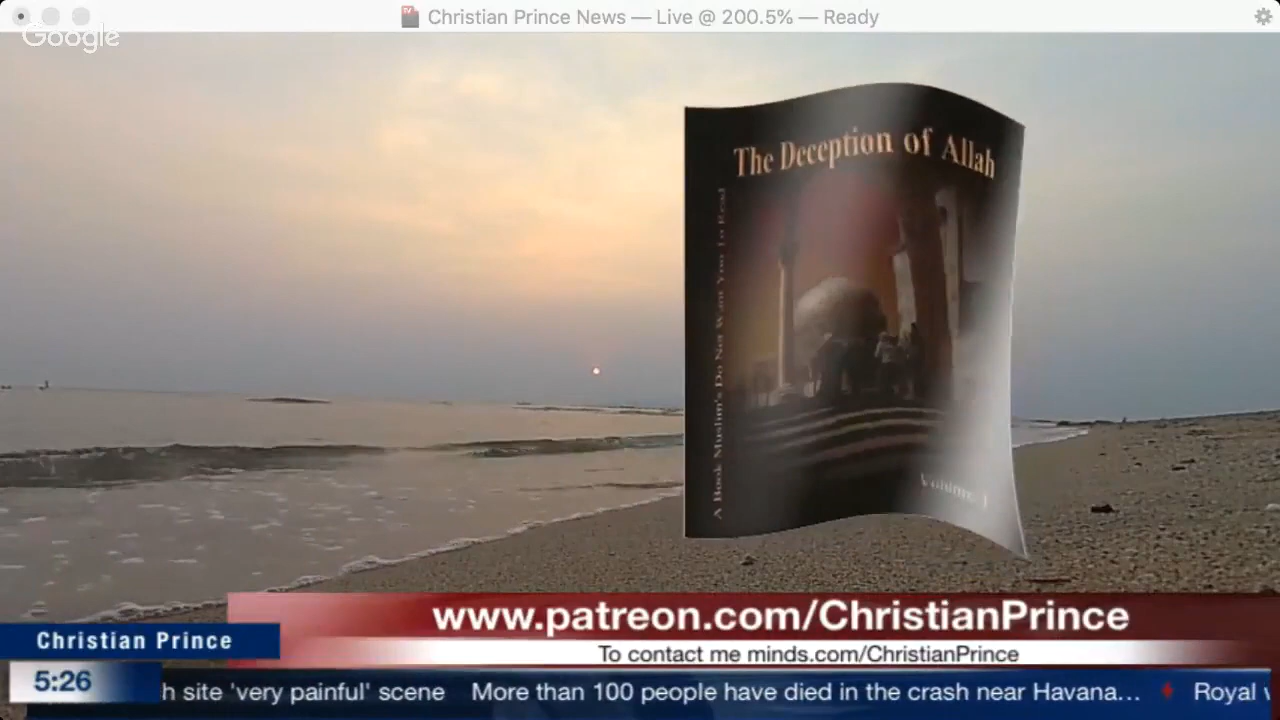 Christian Prince News — Live @ 200.5% — Ready
Google
The Deception of Allah
A Book Muslim's Do Not Want You To Read
Volume 1
www.patreon.com/ChristianPrince
Christian Prince
To contact me minds.com/ChristianPrince
5:26
h site 'very painful' scene More than 100 people have died in the crash near Havana... Royal